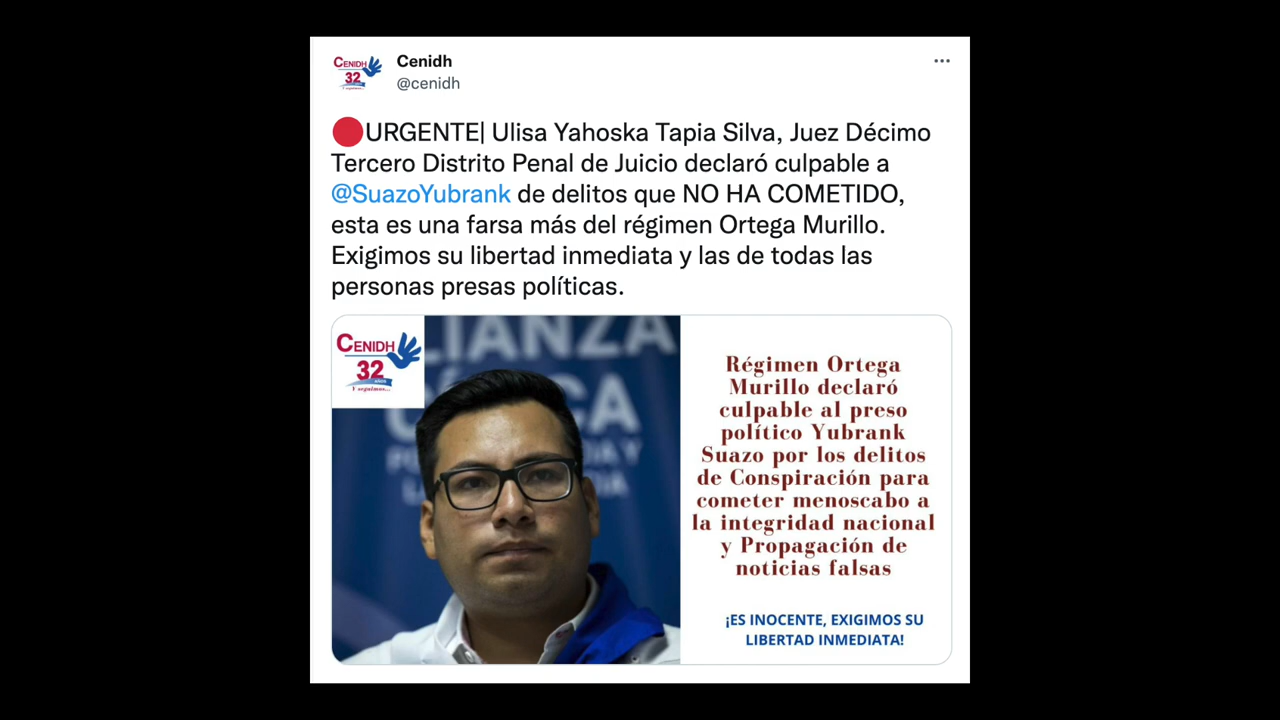 Cenidh
@cenidh
URGENTE| Ulisa Yahoska Tapia Silva, Juez Décimo
Tercero Distrito Penal de Juicio declaró culpable a
@SuazoYubrank de delitos que NO HA COMETIDO,
esta es una farsa más del régimen Ortega Murillo.
Exigimos su libertad inmediata y las de todas las
personas presas políticas.
CENIDH
32
AÑOS
Y seguimos...
LIANZA
CA
Régimen Ortega
Murillo declaró
culpable al preso
político Yubrank
Suazo por los delitos
de Conspiración para
cometer menoscabo a
la integridad nacional
y Propagación de
noticias falsas
¡ES INOCENTE, EXIGIMOS SU
LIBERTAD INMEDIATA!